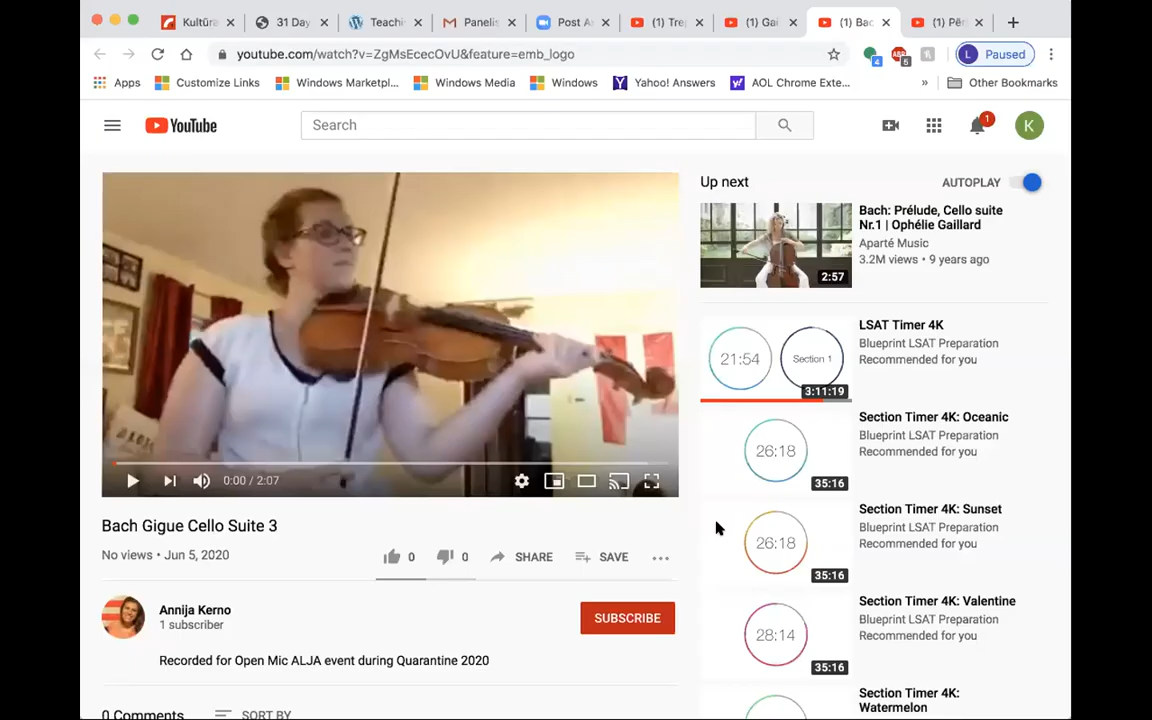 Kultūra
31 Day
Teachi
Panelis
Post A
(1) Tre
(1) Gai
(1) Bac
(1) Pēr
youtube.com/watch?v=ZgMsEcecOvU&feature=emb_logo
4
ABP
5
L Paused
Apps
Customize Links
Windows Marketpl...
Windows Media
Windows
Yahoo! Answers
AOL Chrome Exte...
»
Other Bookmarks
YouTube
Search
1
K
Up next
AUTOPLAY
Bach: Prélude, Cello suite
Nr.1 | Ophélie Gaillard
Aparté Music
3.2M views • 9 years ago
2:57
LSAT Timer 4K
Blueprint LSAT Preparation
Recommended for you
21:54
Section 1
3:11:19
Section Timer 4K: Oceanic
Blueprint LSAT Preparation
Recommended for you
26:18
35:16
Section Timer 4K: Sunset
Blueprint LSAT Preparation
Recommended for you
26:18
35:16
Section Timer 4K: Valentine
Blueprint LSAT Preparation
Recommended for you
28:14
35:16
Section Timer 4K:
Watermelon
0:00 / 2:07
Bach Gigue Cello Suite 3
No views • Jun 5, 2020
0
0
SHARE
SAVE
Annija Kerno
1 subscriber
SUBSCRIBE
Recorded for Open Mic ALJA event during Quarantine 2020
0 Comments
SORT BY